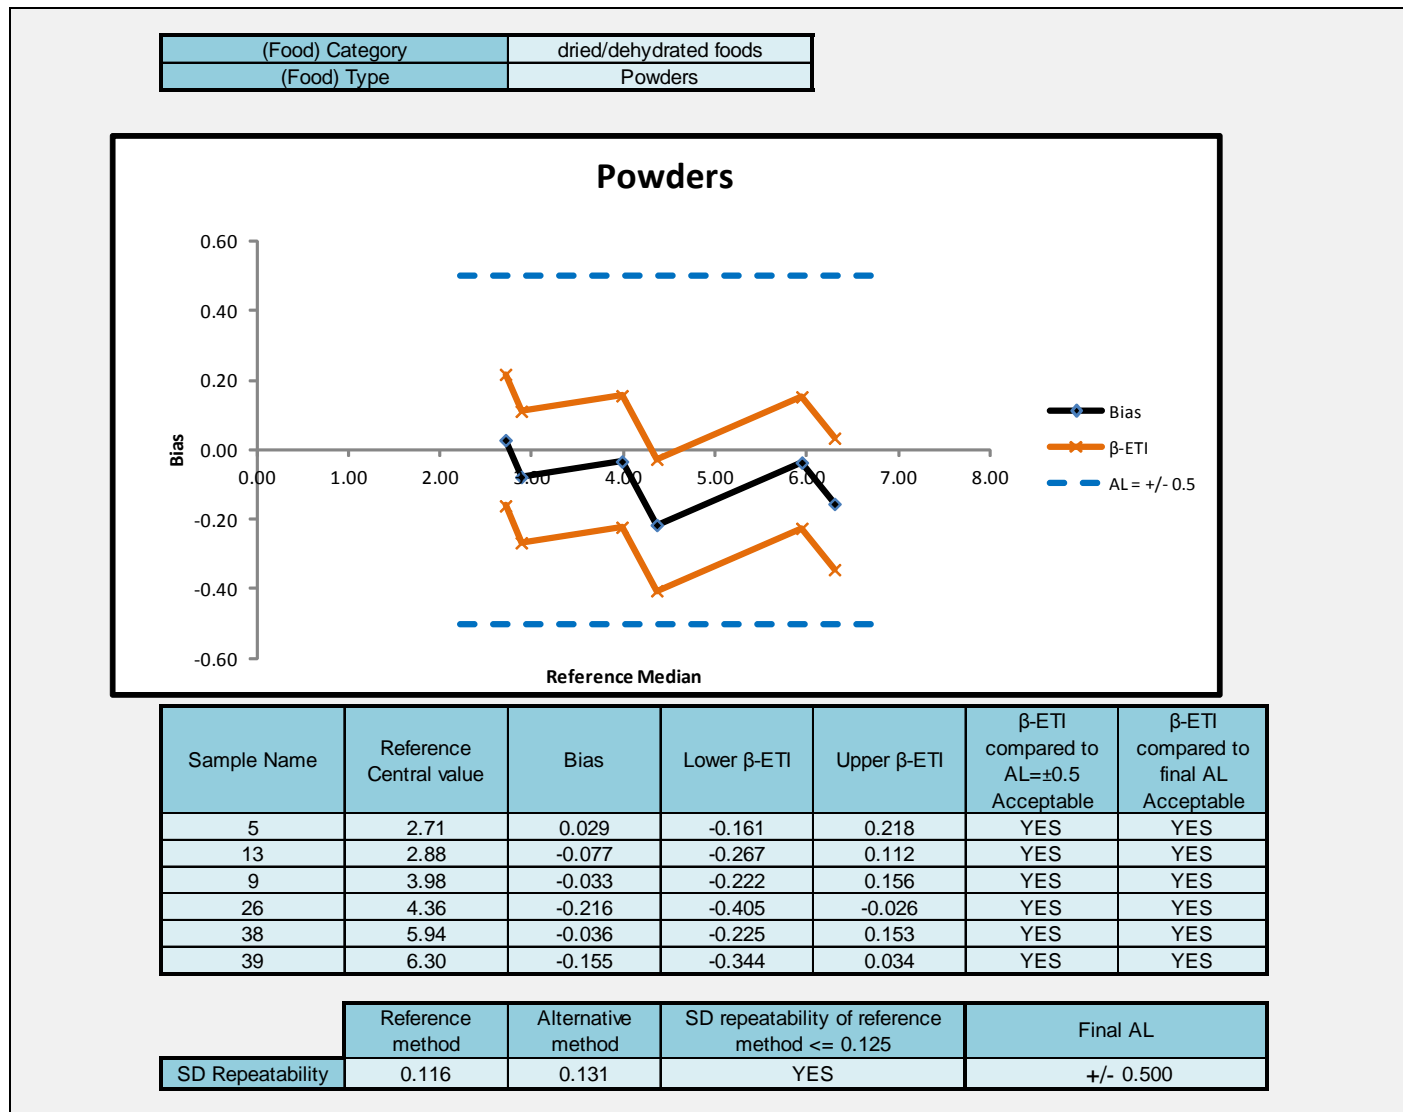 (Food) Category dried/dehydrated foods
(Food) Type Powders
Powders
0.60
0.40
0.20
0.00
-0.20
-0.40
-0.60
Bias
0.00 1.00 2.00 3.00 4.00 5.00 6.00 7.00 8.00
Reference Median
Bias
β-ETI
AL = +/- 0.5
Sample Name Reference Central value Bias Lower β-ETI Upper β-ETI β-ETI compared to AL=±0.5 Acceptable β-ETI compared to final AL Acceptable
5 2.71 0.029 -0.161 0.218 YES YES
13 2.88 -0.077 -0.267 0.112 YES YES
9 3.98 -0.033 -0.222 0.156 YES YES
26 4.36 -0.216 -0.405 -0.026 YES YES
38 5.94 -0.036 -0.225 0.153 YES YES
39 6.30 -0.155 -0.344 0.034 YES YES
Reference method Alternative method SD repeatability of reference method <= 0.125 Final AL
SD Repeatability 0.116 0.131 YES +/- 0.500